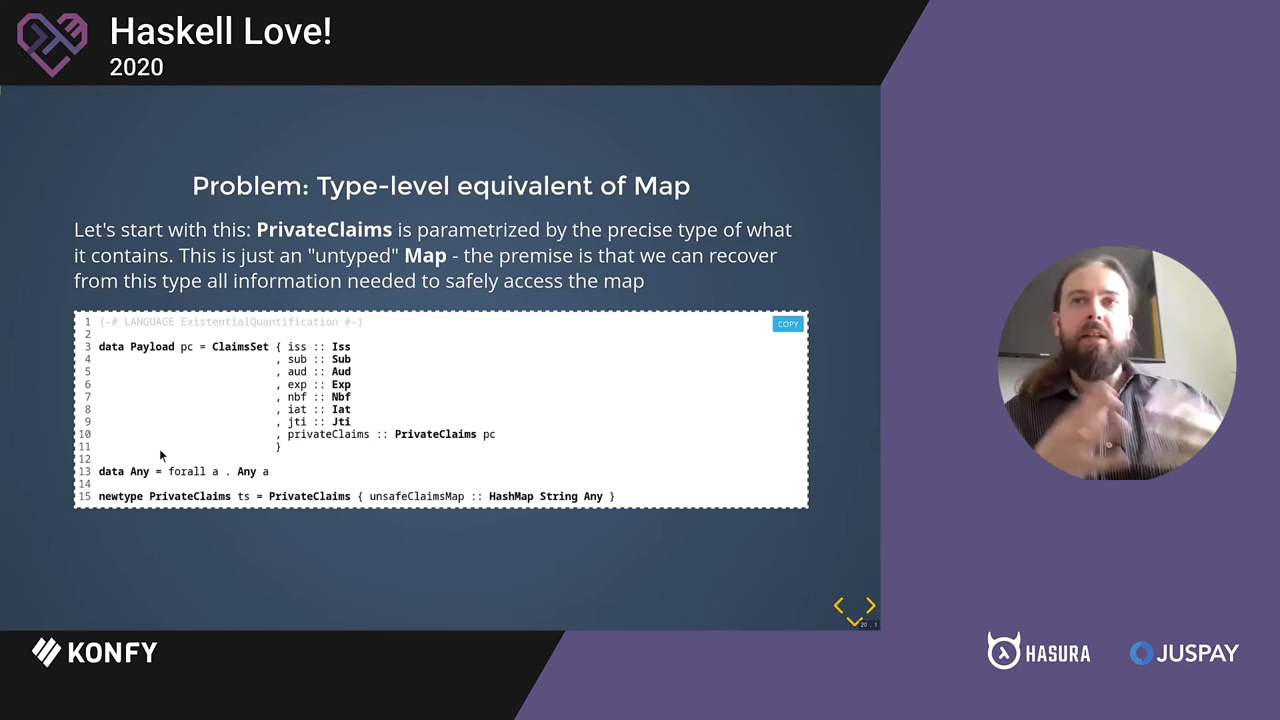 Haskell Love!
2020
Problem: Type-level equivalent of Map
Let's start with this: PrivateClaims is parametrized by the precise type of what
it contains. This is just an "untyped" Map - the premise is that we can recover
from this type all information needed to safely access the map
COPY
1 {-# LANGUAGE ExistentialQuantification #-}
2
3 data Payload pc = ClaimsSet { iss :: Iss
4 , sub :: Sub
5 , aud :: Aud
6 , exp :: Exp
7 , nbf :: Nbf
8 , iat :: Iat
9 , jti :: Jti
10 , privateClaims :: PrivateClaims pc
11 }
12
13 data Any = forall a . Any a
14
15 newtype PrivateClaims ts = PrivateClaims { unsafeClaimsMap :: HashMap String Any }
20 . 1
KONFY
HASURA
JUSPAY